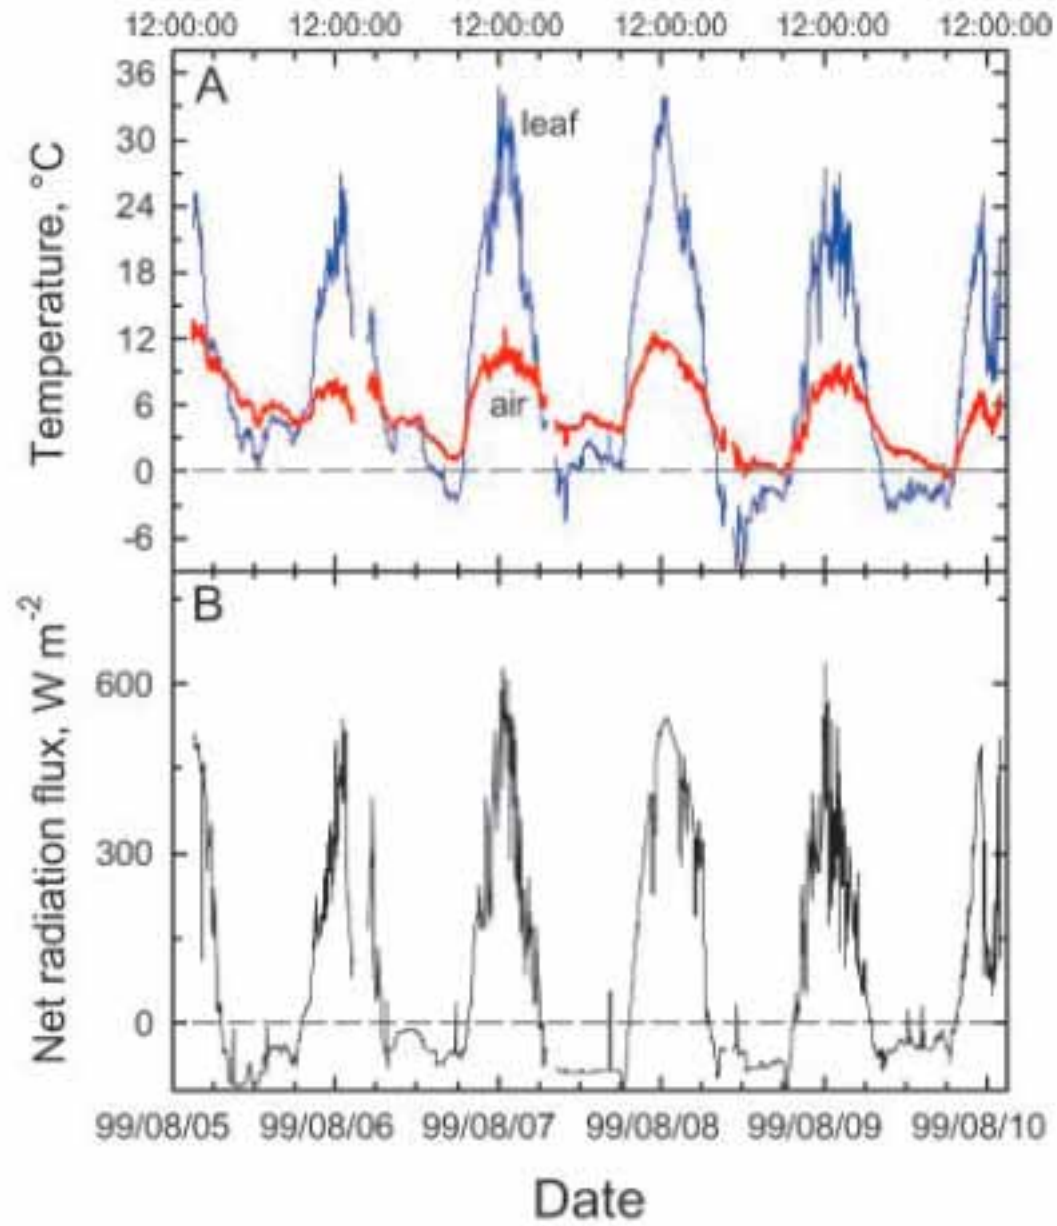 12:00:00 12:00:00 12:00:00 12:00:00 12:00:00 12:00:00
A
36
30
24
18
12
6
0
-6
leaf
air
Temperature, °C
B
600
300
0
Net radiation flux, W m-2
99/08/05 99/08/06 99/08/07 99/08/08 99/08/09 99/08/10
Date